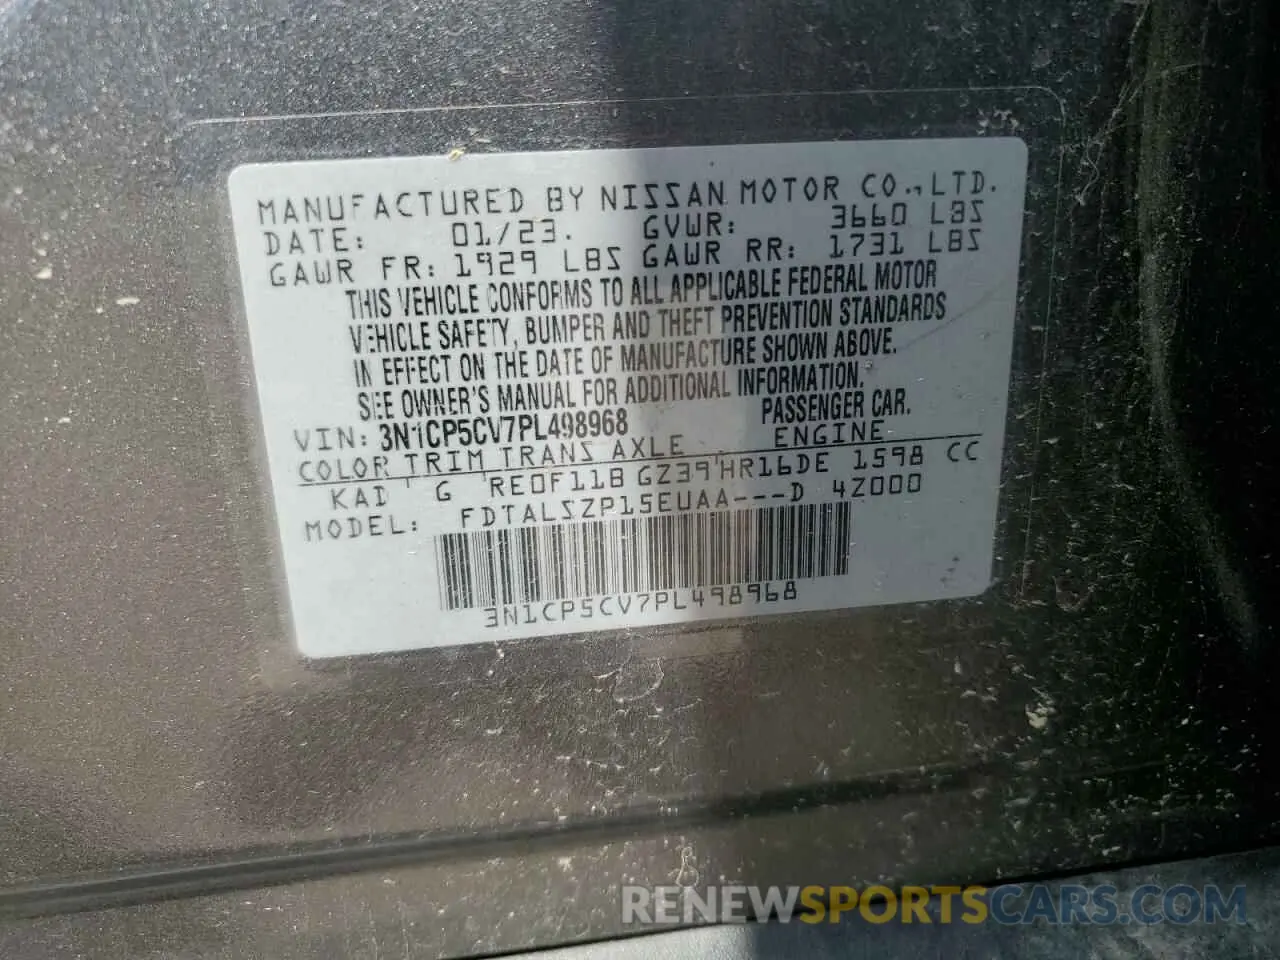 MANUFACTURED BY NISSAN MOTOR CO., LTD.
DATE: 01/23. GVWR: 3660 LBS
GAWR FR: 1929 LBS GAWR RR: 1731 LBS
THIS VEHICLE CONFORMS TO ALL APPLICABLE FEDERAL MOTOR
VEHICLE SAFETY, BUMPER AND THEFT PREVENTION STANDARDS
IN EFFECT ON THE DATE OF MANUFACTURE SHOWN ABOVE.
SEE OWNER'S MANUAL FOR ADDITIONAL INFORMATION.
VIN: 3N1CP5CV7PL498968 PASSENGER CAR.
COLOR TRIM TRANS AXLE ENGINE
KAD G RE0F11B GZ39 HR16DE 1598 CC
MODEL: FDTALSZP15EUAA---D 4Z000
3N1CP5CV7PL498968
RENEWSPORTSCARS.COM